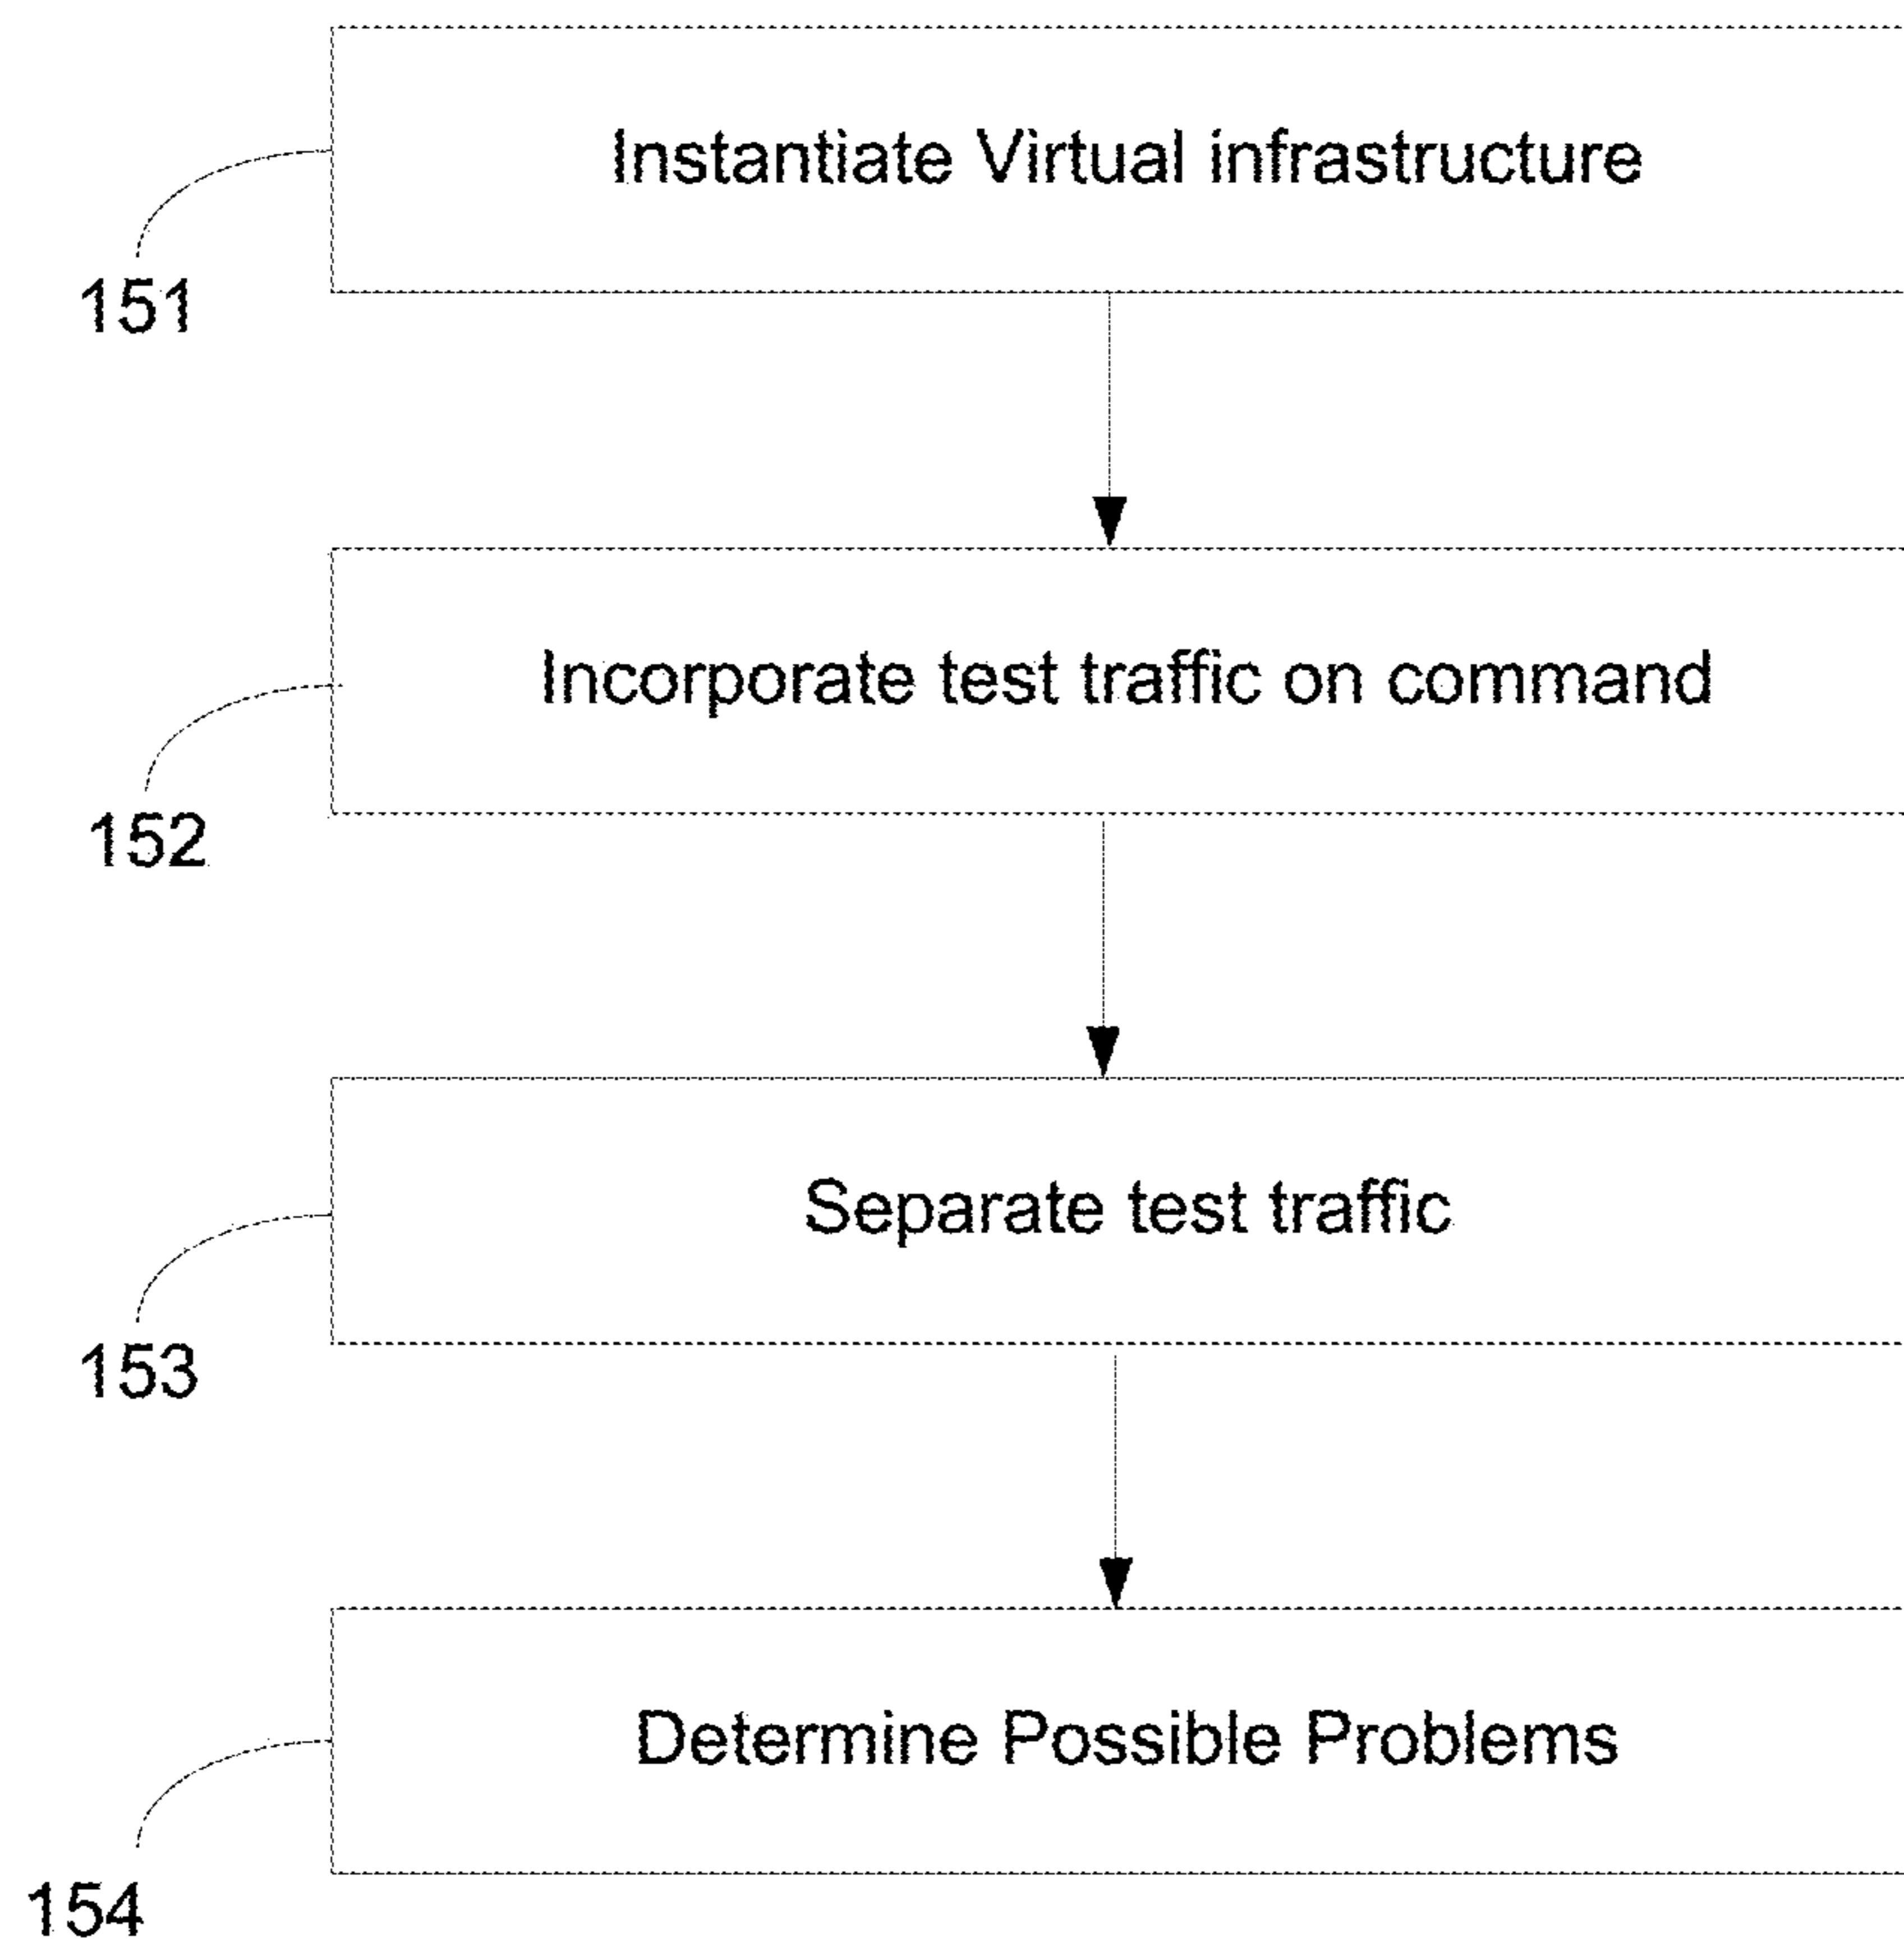 Instantiate Virtual infrastructure
151
Incorporate test traffic on command
152
Separate test traffic
153
Determine Possible Problems
154